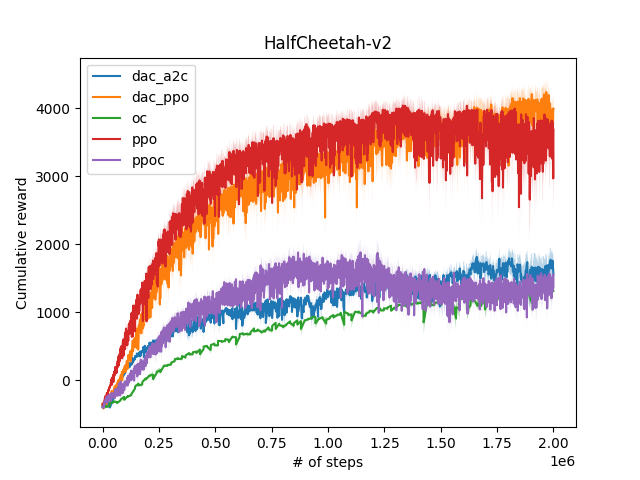 HalfCheetah-v2
dac_a2c
dac_ppo
oc
ppo
ppoc
Cumulative reward
4000
3000
2000
1000
0
0.00 0.25 0.50 0.75 1.00 1.25 1.50 1.75 2.00
1e6
# of steps